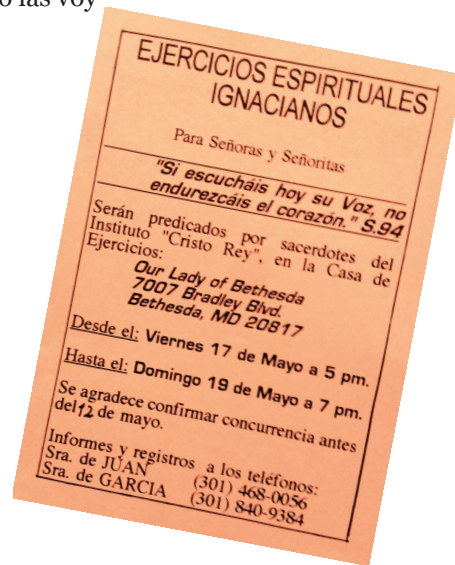 o las voy
EJERCICIOS ESPIRITUALES
IGNACIANOS
Para Señoras y Señoritas
"Si escucháis hoy su Voz, no
endurezcáis el corazón." S.94
Serán predicados por sacerdotes del
Instituto "Cristo Rey", en la Casa de
Ejercicios:
Our Lady of Bethesda
7007 Bradley Blvd.
Bethesda, MD 20817
Desde el: Viernes 17 de Mayo a 5 pm.
Hasta el: Domingo 19 de Mayo a 7 pm.
Se agradece confirmar concurrencia antes
del 12 de mayo.
Informes y registros a los teléfonos:
Sra. de JUAN (301) 468-0056
Sra. de GARCIA (301) 840-9384